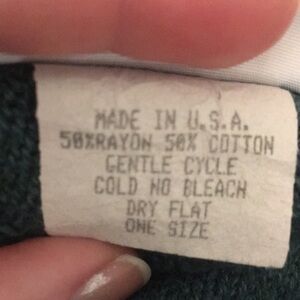 MADE IN U.S.A.
50%RAYON 50% COTTON
GENTLE CYCLE
COLD NO BLEACH
DRY FLAT
ONE SIZE